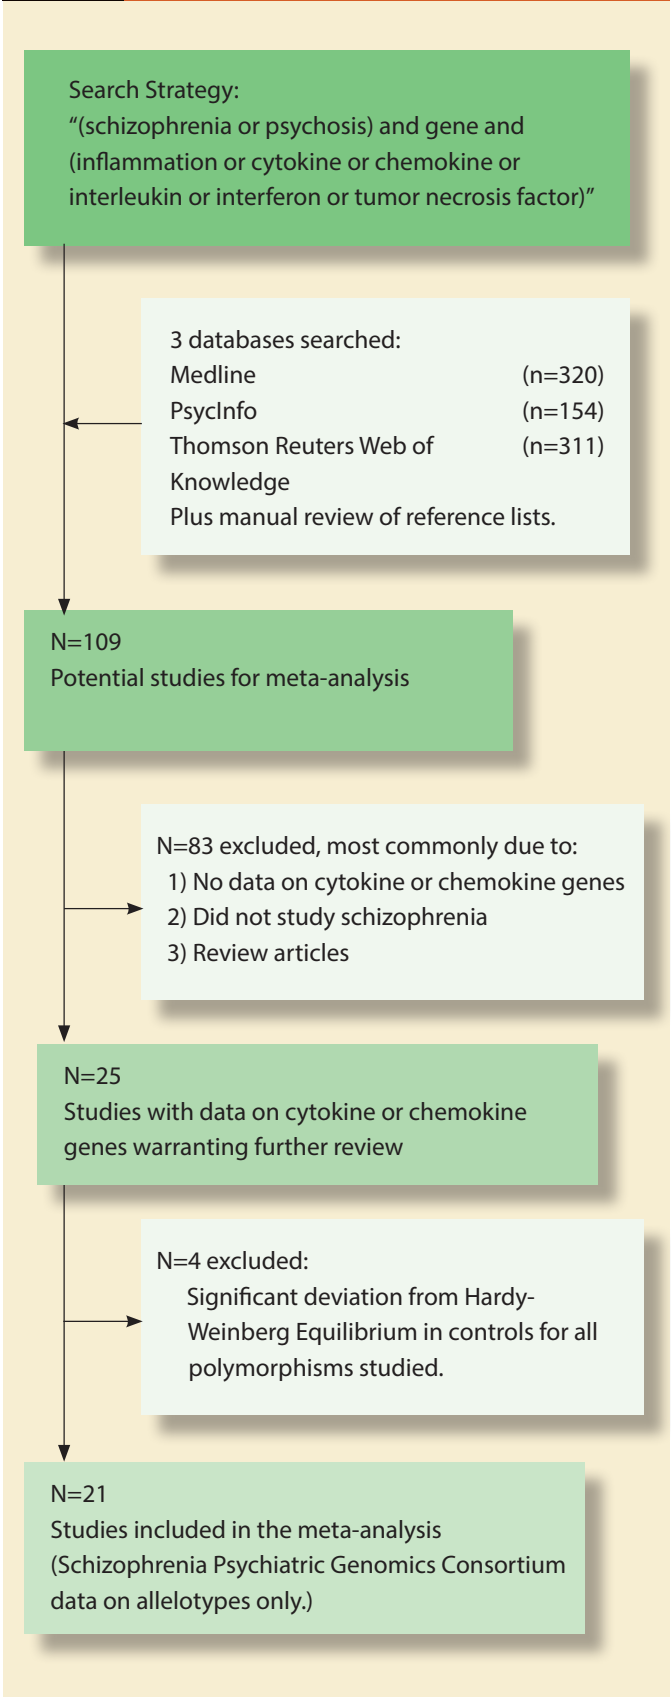 Search Strategy:
“(schizophrenia or psychosis) and gene and
(inflammation or cytokine or chemokine or
interleukin or interferon or tumor necrosis factor)”
3 databases searched:
Medline (n=320)
PsycInfo (n=154)
Thomson Reuters Web of (n=311)
Knowledge
Plus manual review of reference lists.
N=109
Potential studies for meta-analysis
N=83 excluded, most commonly due to:
1) No data on cytokine or chemokine genes
2) Did not study schizophrenia
3) Review articles
N=25
Studies with data on cytokine or chemokine
genes warranting further review
N=4 excluded:
Significant deviation from Hardy-
Weinberg Equilibrium in controls for all
polymorphisms studied.
N=21
Studies included in the meta-analysis
(Schizophrenia Psychiatric Genomics Consortium
data on allelotypes only.)